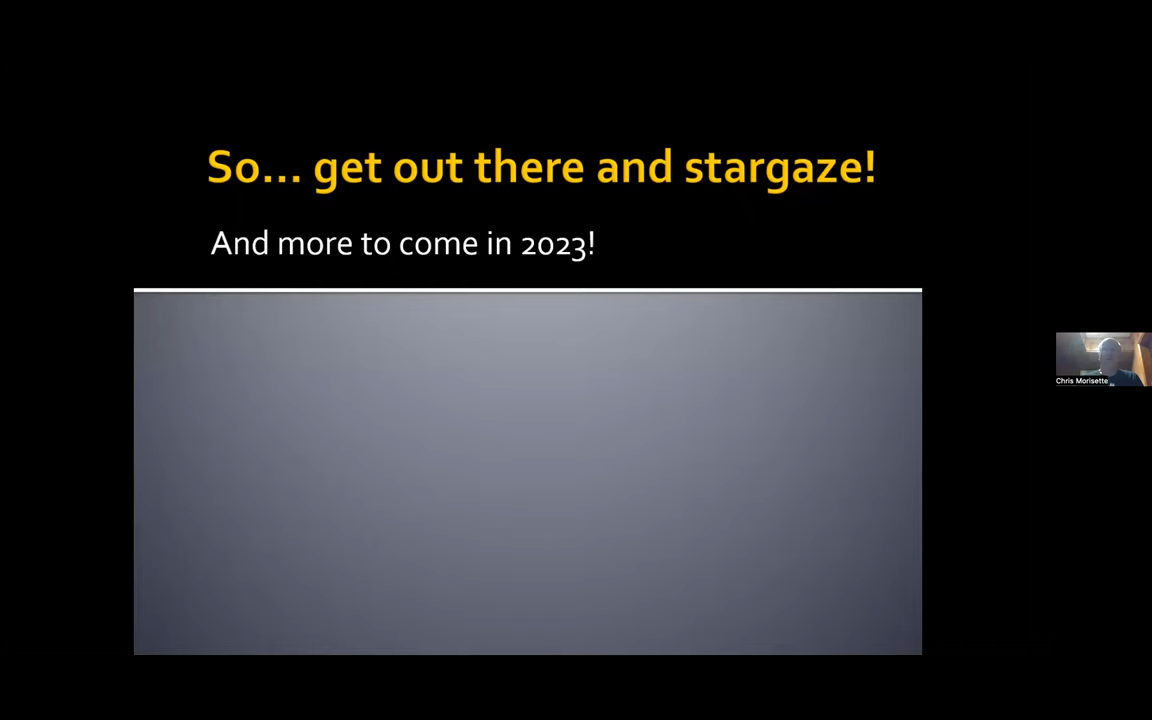 So... get out there and stargaze!
And more to come in 2023!
Chris Morisette